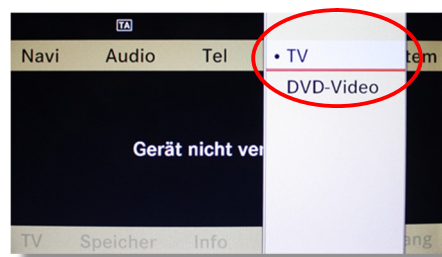 TA
Navi Audio Tel • TV tem
DVD-Video
Gerät nicht ver
TV Speicher Info ang